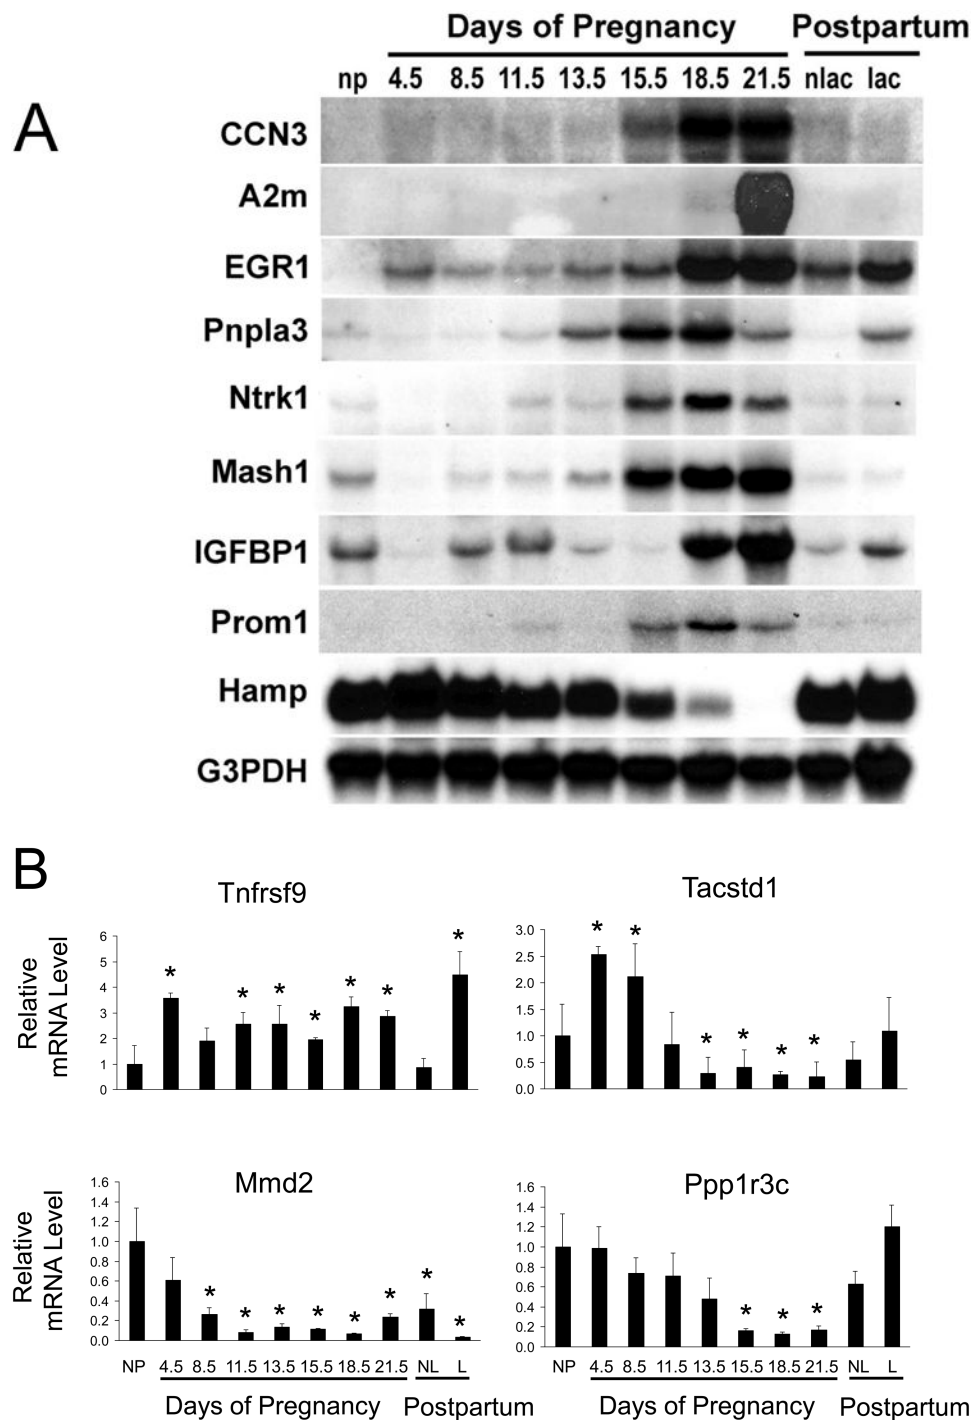 Days of Pregnancy Postpartum
np 4.5 8.5 11.5 13.5 15.5 18.5 21.5 nlac lac
A
CCN3
A2m
EGR1
Pnpla3
Ntrk1
Mash1
IGFBP1
Prom1
Hamp
G3PDH
B
Tnfrsf9
Relative
mRNA Level
6
5
4
3
2
1
0
* * * * * * *
Tacstd1
3.0
2.5
2.0
1.5
1.0
0.5
0.0
* * * * * *
Mmd2
Relative
mRNA Level
1.6
1.4
1.2
1.0
0.8
0.6
0.4
0.2
0.0
* * * * * * * *
NP 4.5 8.5 11.5 13.5 15.5 18.5 21.5 NL L
Days of Pregnancy Postpartum
Ppp1r3c
1.6
1.4
1.2
1.0
0.8
0.6
0.4
0.2
0.0
* * *
NP 4.5 8.5 11.5 13.5 15.5 18.5 21.5 NL L
Days of Pregnancy Postpartum